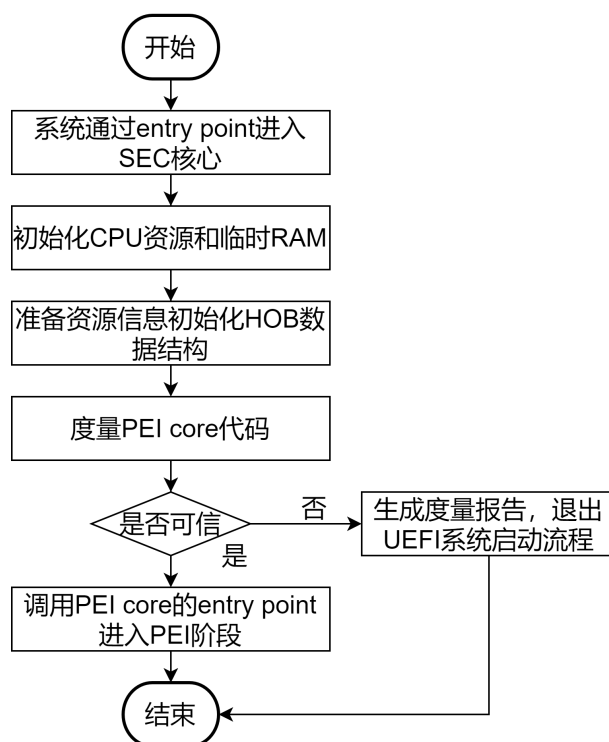 开始
系统通过entry point进入
SEC核心
初始化CPU资源和临时RAM
准备资源信息初始化HOB数
据结构
度量PEI core代码
是否可信
否
生成度量报告，退出
UEFI系统启动流程
是
调用PEI core的entry point
进入PEI阶段
结束